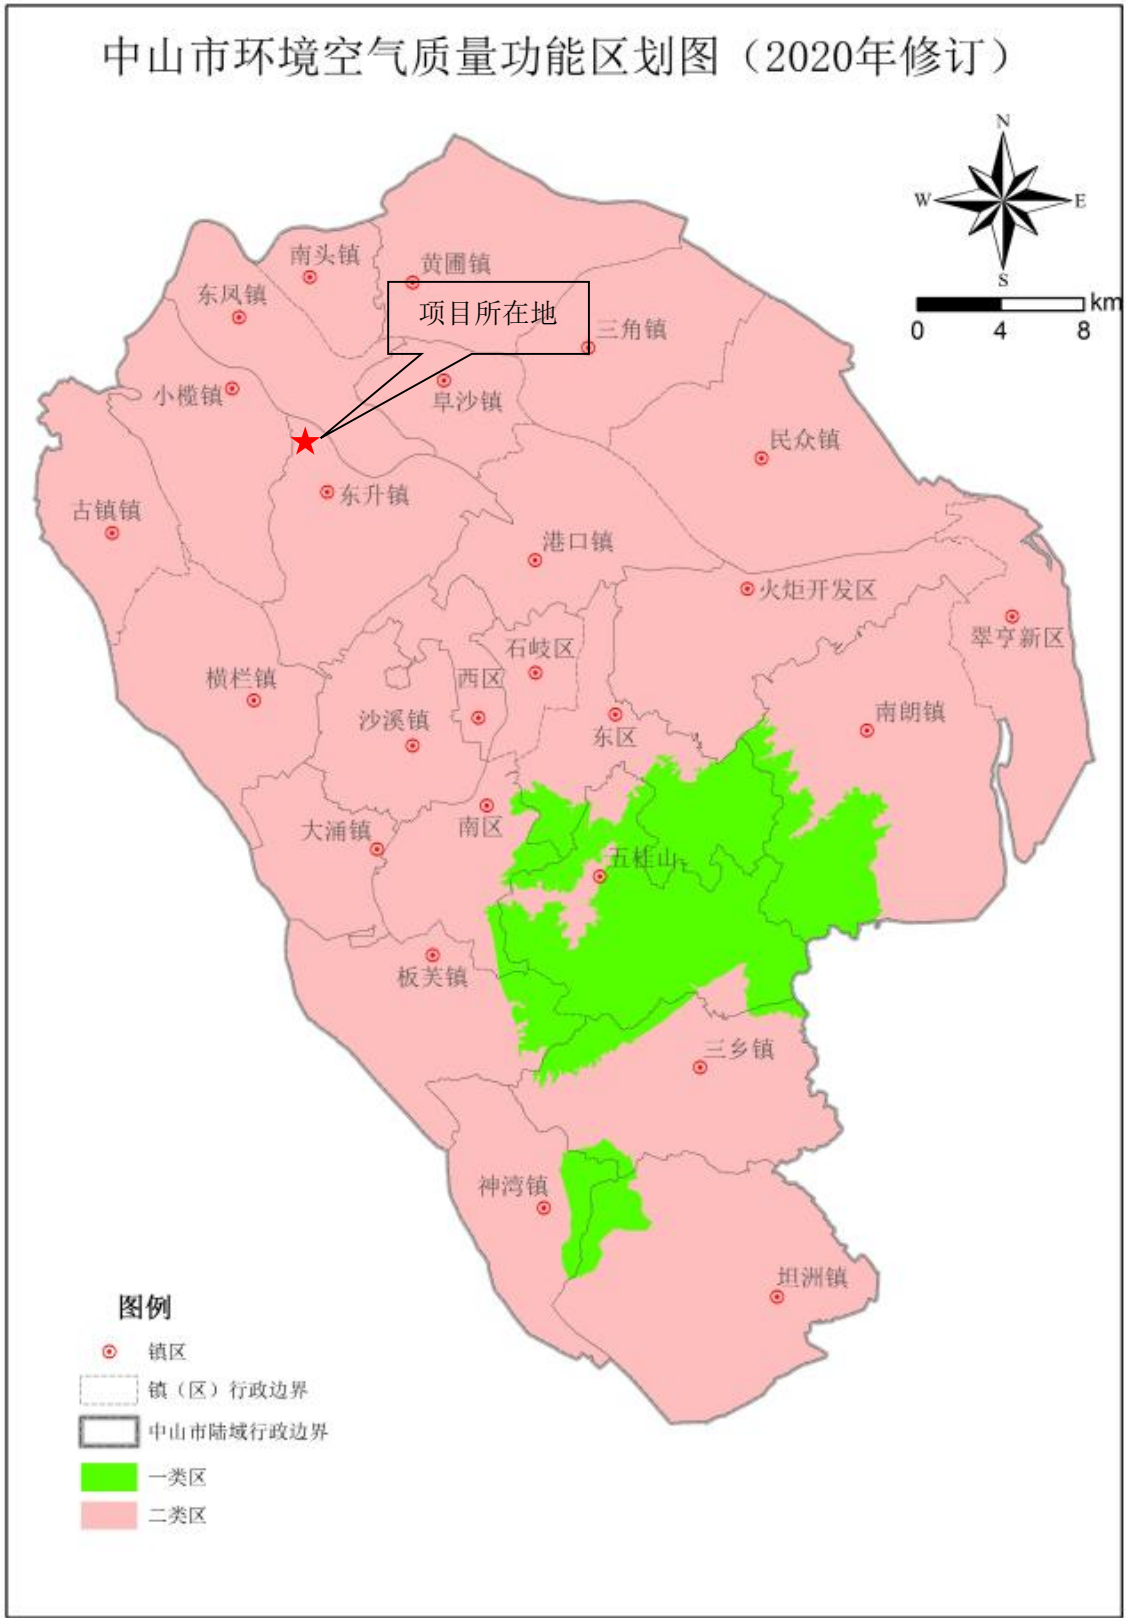 中山市环境空气质量功能区划图（2020年修订）
N
W
E
S
km
0
4
8
南头镇
黄圃镇
东凤镇
项目所在地
三角镇
小榄镇
阜沙镇
民众镇
东升镇
古镇镇
港口镇
火炬开发区
翠亨新区
石岐区
横栏镇
西区
沙溪镇
南朗镇
东区
南区
大涌镇
五桂山
板芙镇
三乡镇
神湾镇
坦洲镇
图例
镇区
镇（区）行政边界
中山市陆域行政边界
一类区
二类区